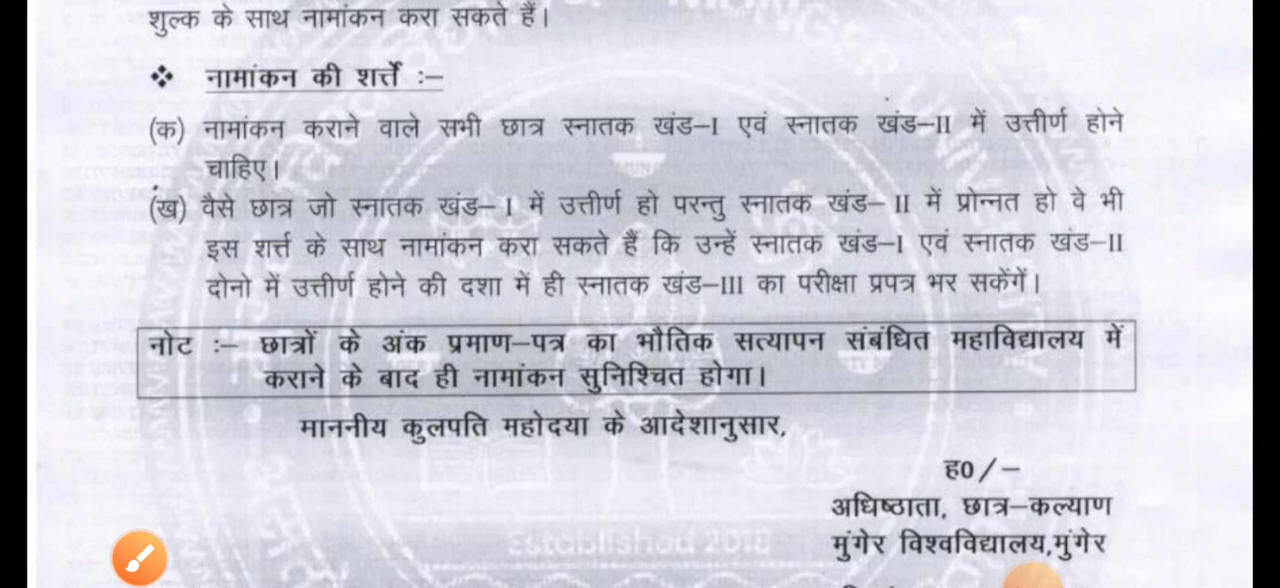 शुल्क के साथ नामांकन करा सकते हैं।
❖ नामांकन की शर्त्तें :–
(क) नामांकन कराने वाले सभी छात्र स्नातक खंड–I एवं स्नातक खंड–II में उत्तीर्ण होने
चाहिए।
(ख) वैसे छात्र जो स्नातक खंड– I में उत्तीर्ण हो परन्तु स्नातक खंड– II में प्रोन्नत हो वे भी
इस शर्त्त के साथ नामांकन करा सकते हैं कि उन्हें स्नातक खंड–I एवं स्नातक खंड–II
दोनो में उत्तीर्ण होने की दशा में ही स्नातक खंड–III का परीक्षा प्रपत्र भर सकेंगें।
नोट :– छात्रों के अंक प्रमाण–पत्र का भौतिक सत्यापन संबंधित महाविद्यालय में
कराने के बाद ही नामांकन सुनिश्चित होगा।
माननीय कुलपति महोदया के आदेशानुसार,
ह0/–
अधिष्ठाता, छात्र–कल्याण
मुंगेर विश्वविद्यालय,मुंगेर
Established 2018